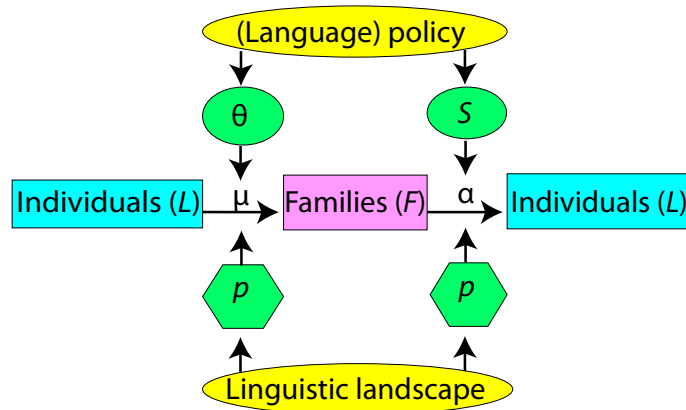 (Language) policy
θ
S
Individuals (L)
μ
Families (F)
α
Individuals (L)
p
p
Linguistic landscape